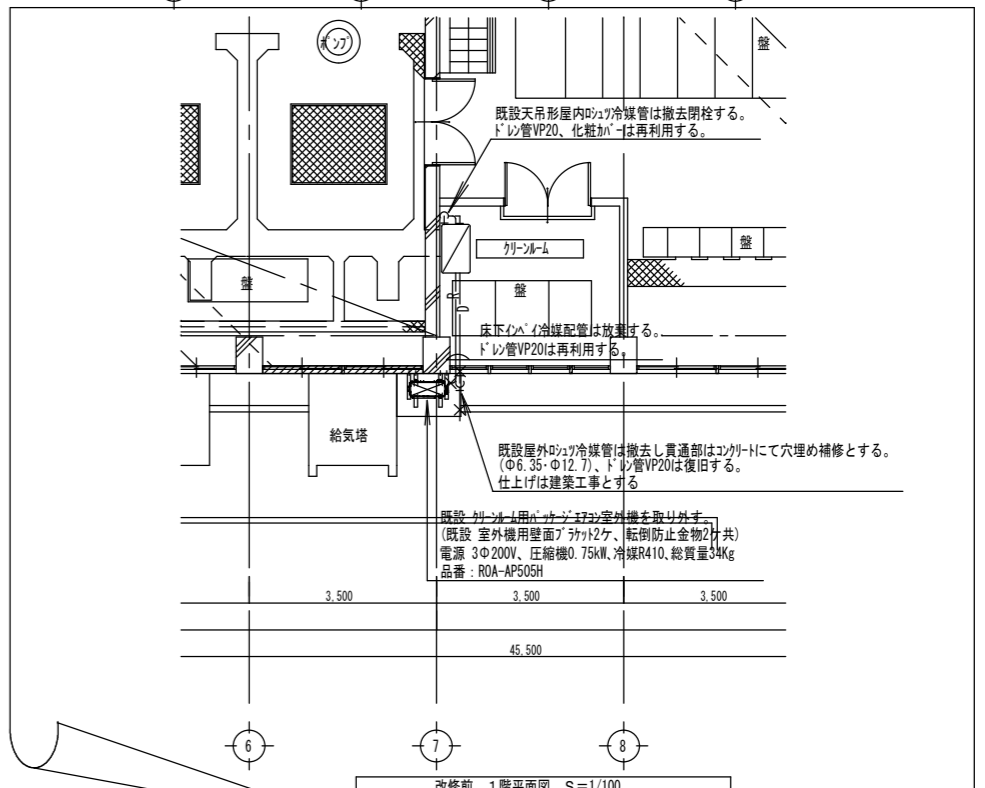 ポンプ
盤
既設天吊形屋内ロシュツ冷媒管は撤去閉栓する。
ドレン管VP20、化粧カバーは再利用する。
クリーンルーム
盤
盤
盤
R
D
床下インペイ冷媒配管は放棄する。
ドレン管VP20は再利用する。
給気塔
既設屋外ロシュツ冷媒管は撤去し貫通部はコンクリートにて穴埋め補修とする。
(Φ6.35·Φ12.7)、ドレン管VP20は復旧する。
仕上げは建築工事とする
既設 クリーンルーム用パッケージエアコン室外機を取り外す。
(既設 室外機用壁面ブラケット2ケ、転倒防止金物2ケ共)
電源 3Φ200V、圧縮機0.75kW、冷媒R410、総質量34Kg
品番：ROA-AP505H
3,500 3,500 3,500
45,500
6 7 8
改修前 1階平面図 S=1/100